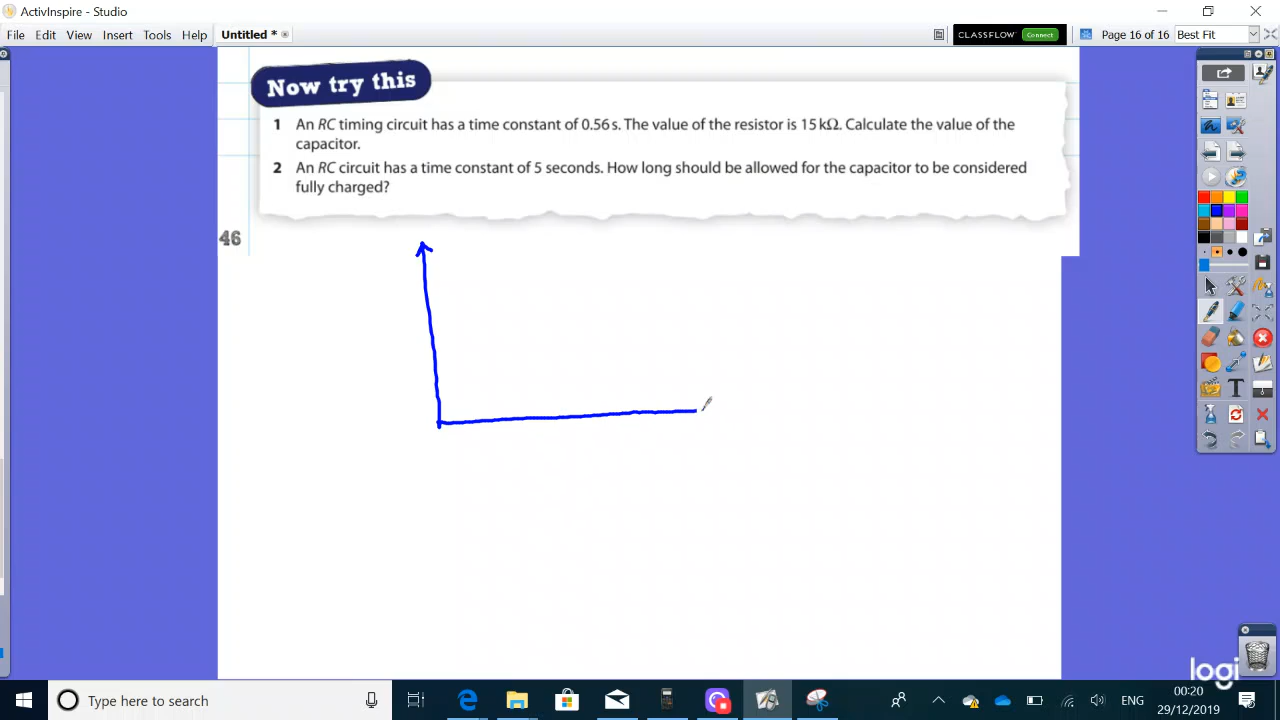 ActivInspire - Studio
File Edit View Insert Tools Help Untitled * CLASSFLOW Connect Page 16 of 16 Best Fit
Now try this
1 An RC timing circuit has a time constant of 0.56 s. The value of the resistor is 15 kΩ. Calculate the value of the
capacitor.
2 An RC circuit has a time constant of 5 seconds. How long should be allowed for the capacitor to be considered
fully charged?
46
T
logi
Type here to search
ENG
00:20
29/12/2019